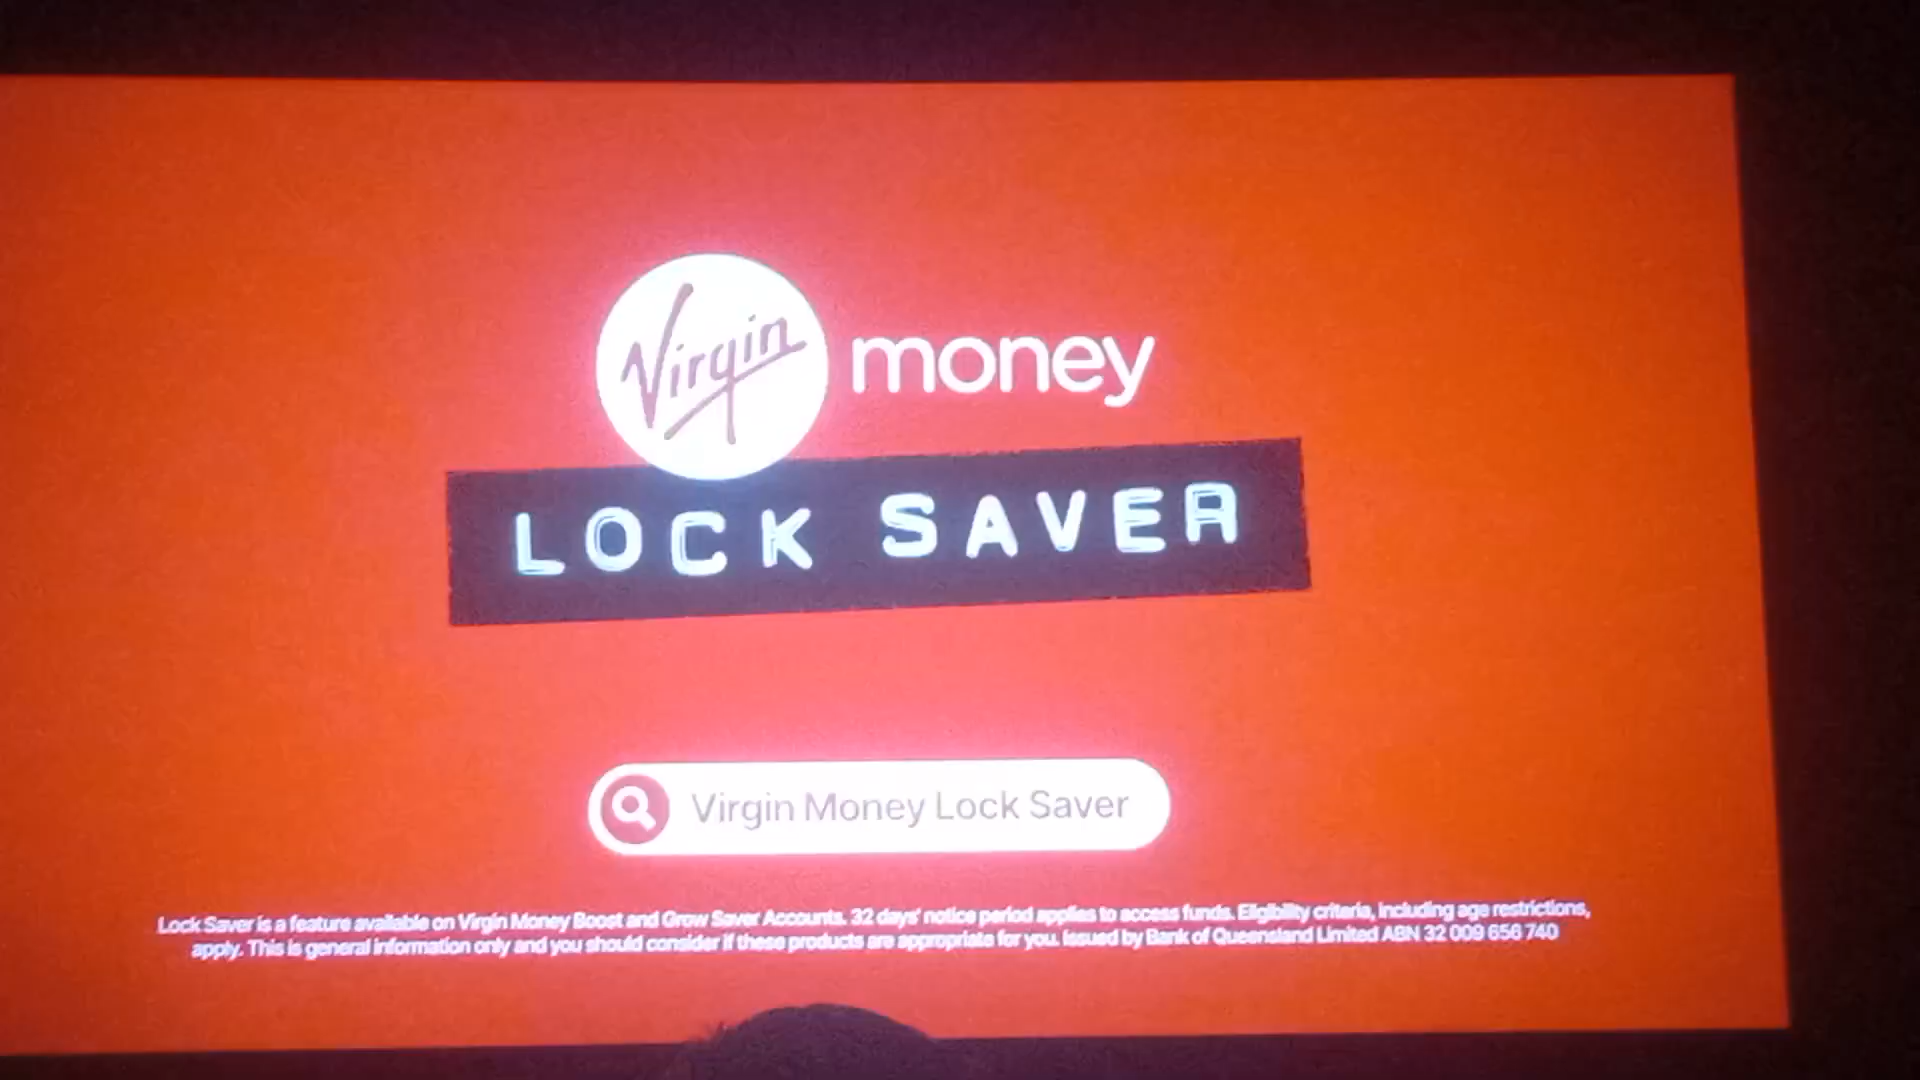 Virgin money
LOCK SAVER
Virgin Money Lock Saver
Lock Saver is a feature available on Virgin Money Boost and Grow Saver Accounts. 32 days' notice period applies to access funds. Eligibility criteria, including age restrictions,
apply. This is general information only and you should consider if these products are appropriate for you. Issued by Bank of Queensland Limited ABN 32 009 656 740